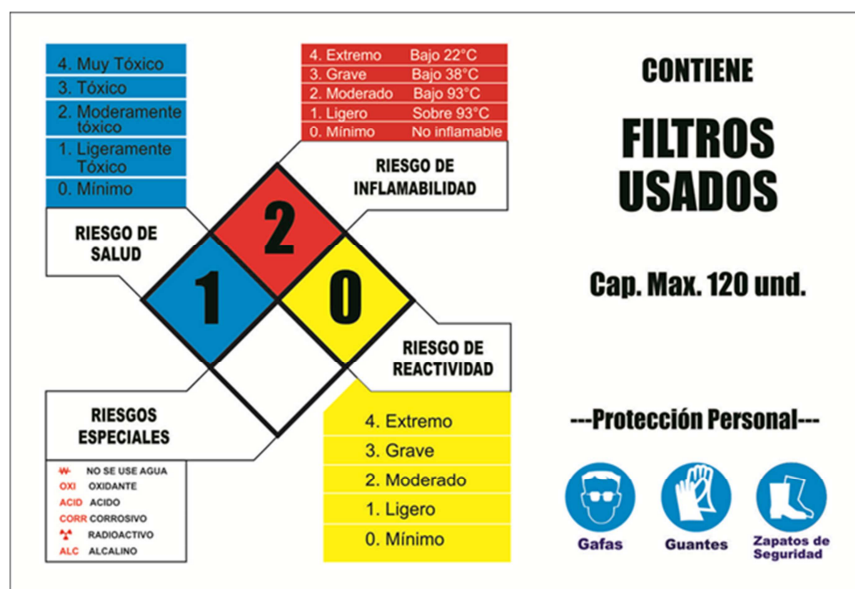 4. Muy Tóxico
3. Tóxico
2. Moderamente
tóxico
1. Ligeramente
Tóxico
0. Mínimo
RIESGO DE
SALUD
4. Extremo Bajo 22°C
3. Grave Bajo 38°C
2. Moderado Bajo 93°C
1. Ligero Sobre 93°C
0. Mínimo No inflamable
RIESGO DE
INFLAMABILIDAD
2
1
0
RIESGO DE
REACTIVIDAD
4. Extremo
3. Grave
2. Moderado
1. Ligero
0. Mínimo
RIESGOS
ESPECIALES
W NO SE USE AGUA
OXI OXIDANTE
ACID ACIDO
CORR CORROSIVO
RADIOACTIVO
ALC ALCALINO
CONTIENE
FILTROS
USADOS
Cap. Max. 120 und.
---Protección Personal---
Gafas
Guantes
Zapatos de
Seguridad